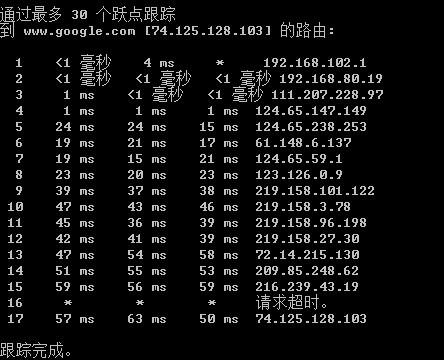 通过最多 30 个跃点跟踪
到 www.google.com [74.125.128.103] 的路由:
1 <1 毫秒 4 ms * 192.168.102.1
2 <1 毫秒 <1 毫秒 <1 毫秒 192.168.80.19
3 1 ms <1 毫秒 <1 毫秒 111.207.228.97
4 1 ms 1 ms 1 ms 124.65.147.149
5 24 ms 24 ms 15 ms 124.65.238.253
6 19 ms 21 ms 17 ms 61.148.6.137
7 19 ms 15 ms 21 ms 124.65.59.1
8 23 ms 20 ms 23 ms 123.126.0.9
9 39 ms 37 ms 38 ms 219.158.101.122
10 47 ms 43 ms 46 ms 219.158.3.78
11 45 ms 36 ms 39 ms 219.158.96.198
12 42 ms 41 ms 39 ms 219.158.27.30
13 47 ms 54 ms 58 ms 72.14.215.130
14 51 ms 55 ms 53 ms 209.85.248.62
15 59 ms 56 ms 59 ms 216.239.43.19
16 * * * 请求超时。
17 57 ms 63 ms 50 ms 74.125.128.103
跟踪完成。